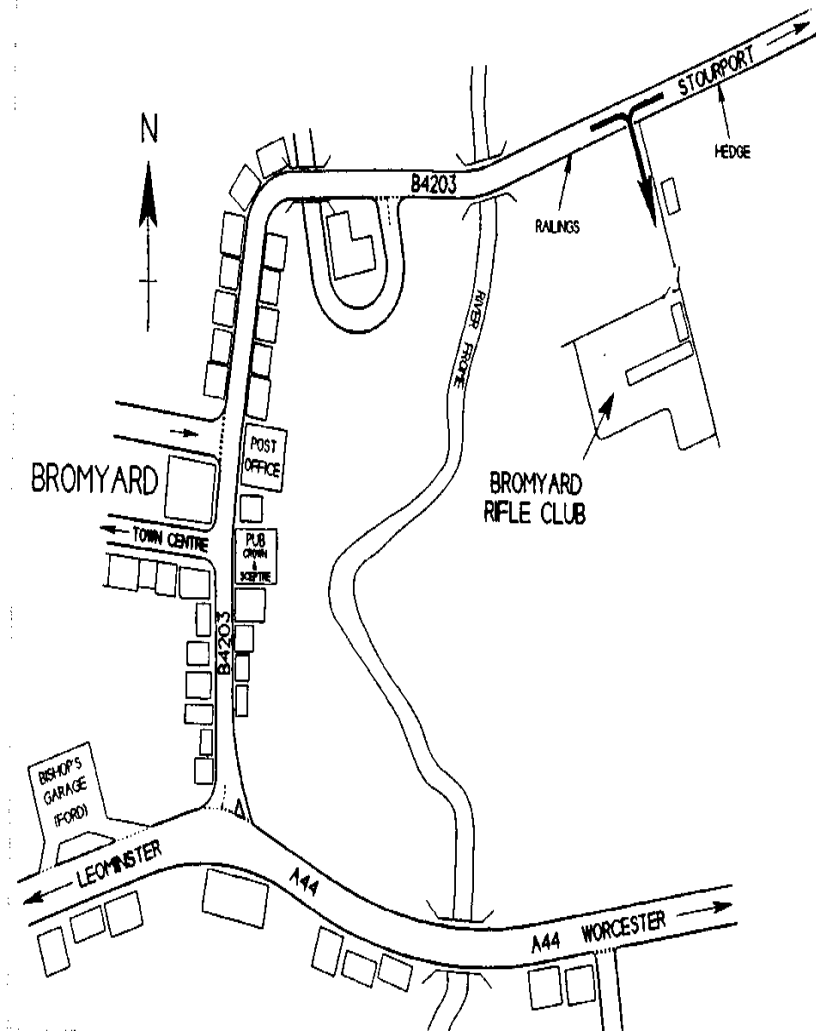 STOURPORT
N
HEDGE
B4203
RAILINGS
RIVER FROME
POST
OFFICE
BROMYARD
BROMYARD
RIFLE CLUB
TOWN CENTRE
PUB
CROWN
&
SCEPTRE
B4203
BISHOP'S
GARAGE
(FORD)
LEOMINSTER
A44
A44 WORCESTER